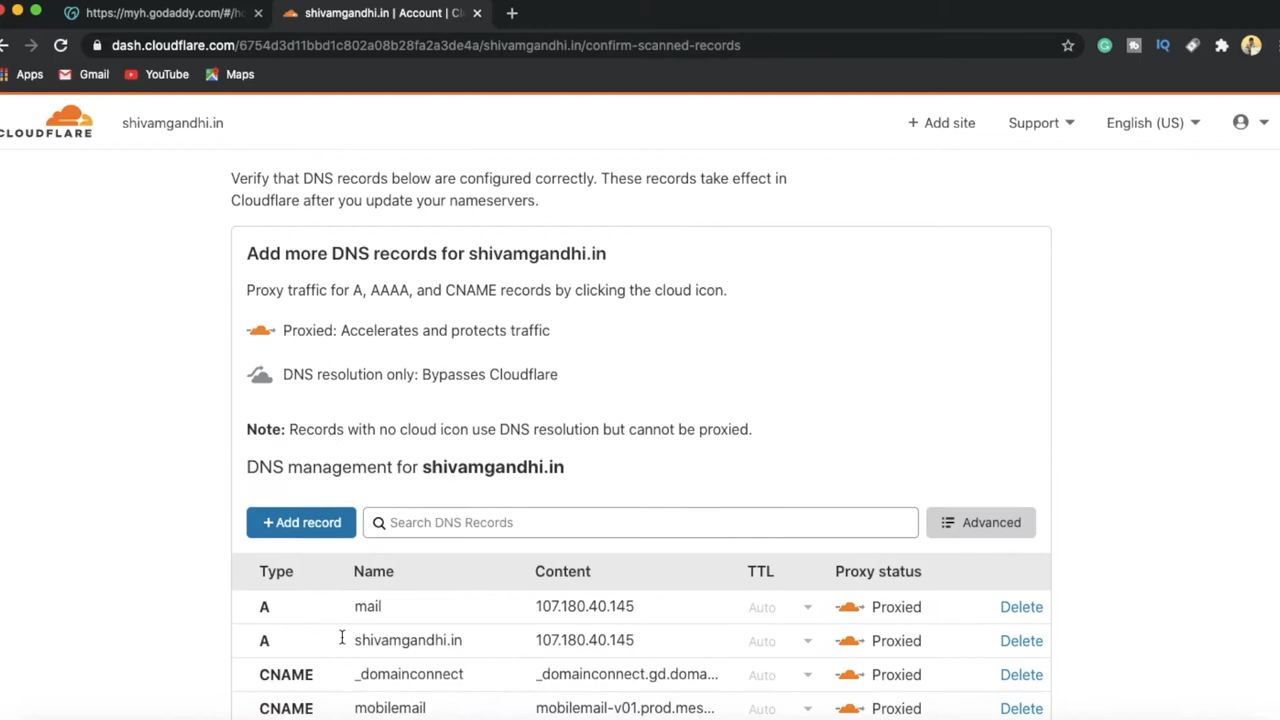 https://myh.godaddy.com/#/ho
shivamgandhi.in | Account | Cl
dash.cloudflare.com/6754d3d11bbd1c802a08b28fa2a3de4a/shivamgandhi.in/confirm-scanned-records
Apps Gmail YouTube Maps
CLOUDFLARE shivamgandhi.in + Add site Support English (US)
Verify that DNS records below are configured correctly. These records take effect in
Cloudflare after you update your nameservers.
Add more DNS records for shivamgandhi.in
Proxy traffic for A, AAAA, and CNAME records by clicking the cloud icon.
Proxied: Accelerates and protects traffic
DNS resolution only: Bypasses Cloudflare
Note: Records with no cloud icon use DNS resolution but cannot be proxied.
DNS management for shivamgandhi.in
+ Add record Search DNS Records Advanced
Type Name Content TTL Proxy status
A mail 107.180.40.145 Auto Proxied Delete
A shivamgandhi.in 107.180.40.145 Auto Proxied Delete
CNAME _domainconnect _domainconnect.gd.doma... Auto Proxied Delete
CNAME mobilemail mobilemail-v01.prod.mes... Auto Proxied Delete